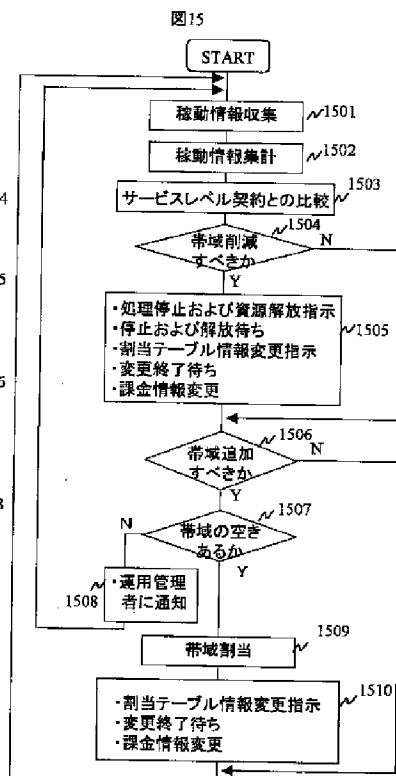 図15
START
稼動情報収集
1501
稼動情報集計
1502
サービスレベル契約との比較
1503
帯域削減
すべきか
1504
N
Y
・処理停止および資源解放指示
・停止および解放待ち
・割当テーブル情報変更指示
・変更終了待ち
・課金情報変更
1505
帯域追加
すべきか
1506
N
Y
帯域の空き
あるか
1507
N
Y
・運用管理
者に通知
1508
帯域割当
1509
・割当テーブル情報変更指示
・変更終了待ち
・課金情報変更
1510
4
5
6
3